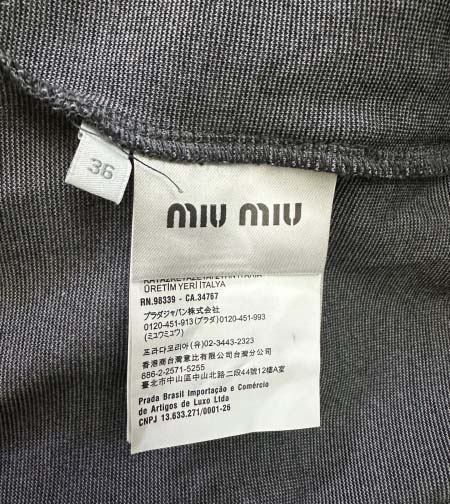 36
miu miu
ÜRETİM YERİ İTALYA
RN.98339 - CA.34767
プラダジャパン株式会社
0120-451-913(プラダ)0120-451-993
(ミュウミュウ)
프라다코리아 (유) 02-3443-2323
香港商台灣意比有限公司台灣分公司
886-2-2571-5255
臺北市中山區中山北路二段44號12樓A室
Prada Brasil Importação e Comércio
de Artigos de Luxo Ltda
CNPJ 13.633.271/0001-26